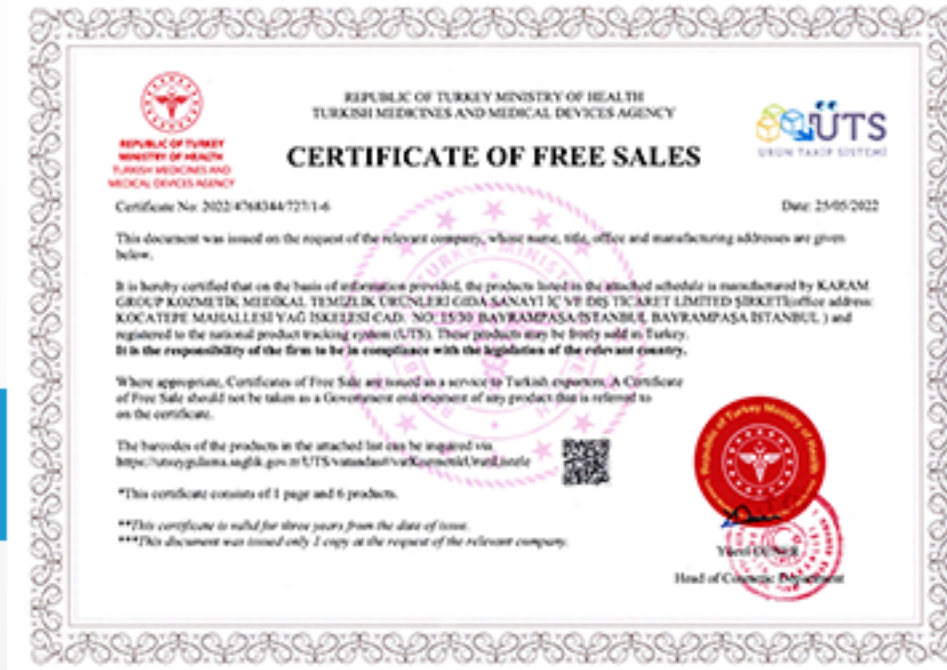 REPUBLIC OF TURKEY MINISTRY OF HEALTH
TURKISH MEDICINES AND MEDICAL DEVICES AGENCY
REPUBLIC OF TURKEY
MINISTRY OF HEALTH
TURKISH MEDICINES AND
MEDICAL DEVICES AGENCY
ÜTS
ÜRÜN TAKİP SİSTEMİ
CERTIFICATE OF FREE SALES
Certificate No: 2022/4768344/727/1-6
Date: 25/05/2022
This document was issued on the request of the relevant company, whose name, title, office and manufacturing addresses are given
below.
It is hereby certified that on the basis of information provided, the products listed in the attached schedule is manufactured by KARAM
GROUP KOZMETİK MEDİKAL TEMİZLİK ÜRÜNLERİ GIDA SANAYİ İÇ VE DIŞ TİCARET LİMİTED ŞİRKETİ(office address:
KOCATEPE MAHALLESİ YAĞ İSKELESİ CAD. NO: 15/30 BAYRAMPAŞA/İSTANBUL BAYRAMPAŞA İSTANBUL ) and
registered to the national product tracking system (UTS). These products may be freely sold in Turkey.
It is the responsibility of the firm to be in compliance with the legislation of the relevant country.
Where appropriate, Certificates of Free Sale are issued as a service to Turkish exporters. A Certificate
of Free Sale should not be taken as a Government endorsement of any product that is referred to
on the certificate.
The barcodes of the products in the attached list can be inquired via
*This certificate consists of 1 page and 6 products.
**This certificate is valid for three years from the date of issue.
***This document was issued only 1 copy at the request of the relevant company.
Republic of Turkey Ministry of Health
Head of Cosmetic Department